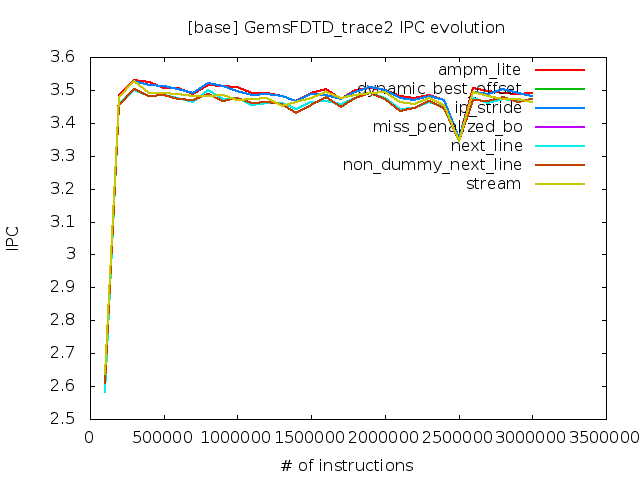 [base] GemsFDTD_trace2 IPC evolution
3.6
3.5
3.4
3.3
3.2
3.1
3
2.9
2.8
2.7
2.6
2.5
IPC
ampm_lite
dynamic_best_offset
ip_stride
miss_penalized_bo
next_line
non_dummy_next_line
stream
0 500000 1000000 1500000 2000000 2500000 3000000 3500000
# of instructions